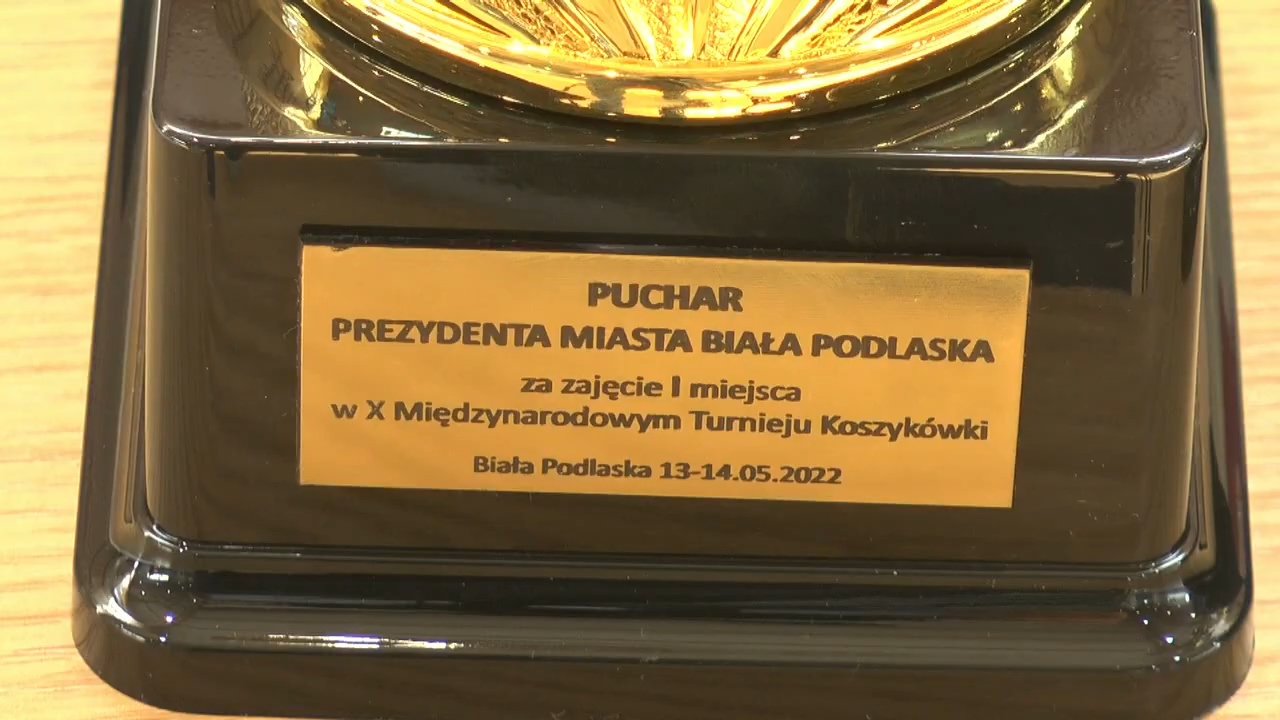 PUCHAR
PREZYDENTA MIASTA BIAŁA PODLASKA
za zajęcie I miejsca
w X Międzynarodowym Turnieju Koszykówki
Biała Podlaska 13-14.05.2022